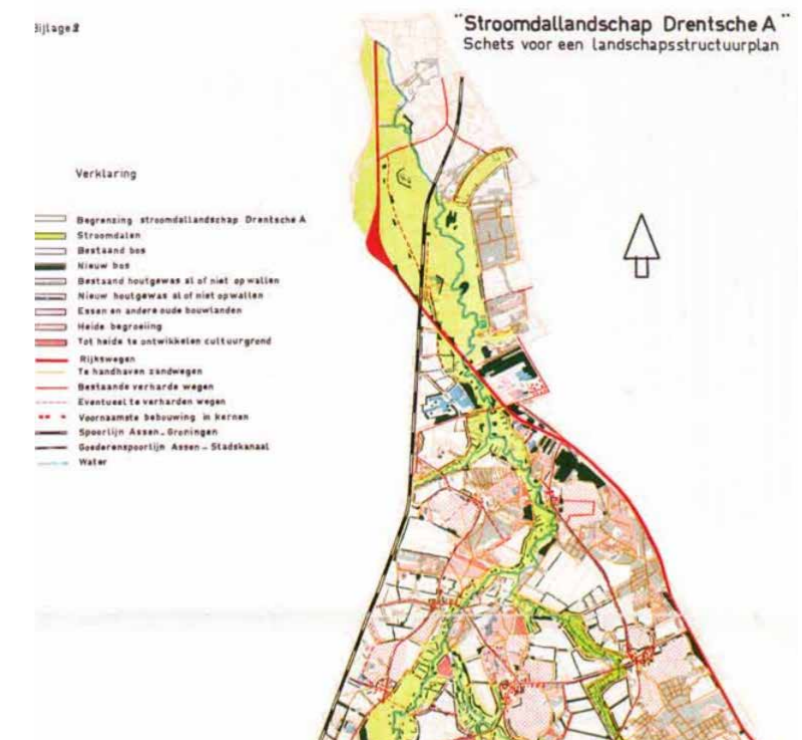 Bijlage 2
"Stroomdallandschap Drentsche A"
Schets voor een landschapsstructuurplan
Verklaring
Begrenzing stroomdallandschap Drentsche A
Stroomdalen
Bestaand bos
Nieuw bos
Bestaand houtgewas al of niet op wallen
Nieuw houtgewas al of niet op wallen
Essen en andere oude bouwlanden
Heide begroeiing
Tot heide te ontwikkelen cultuurgrond
Rijkswegen
Te handhaven zandwegen
Bestaande verharde wegen
Eventueel te verharden wegen
Voornaamste bebouwing in kernen
Spoorlijn Assen-Groningen
Goederenspoorlijn Assen-Stadskanaal
Water